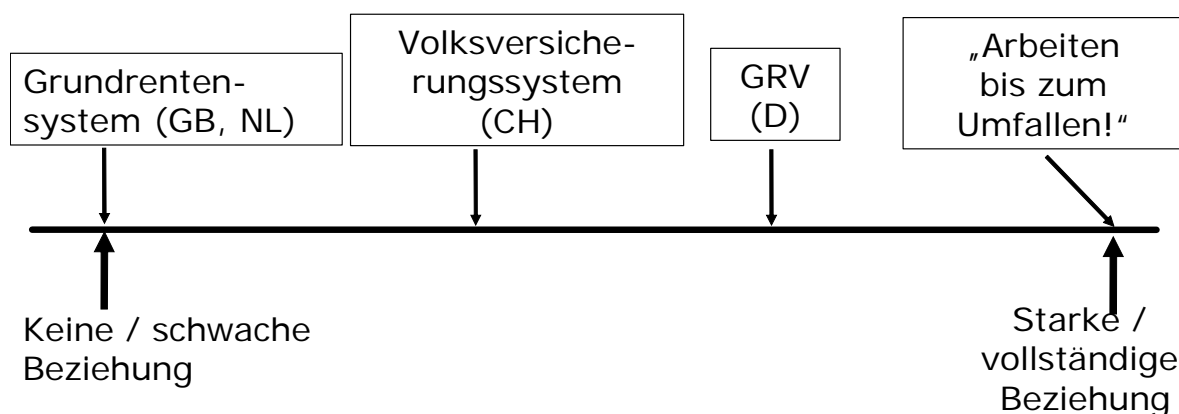 Grundrenten-
system (GB, NL)
Volksversiche-
rungssystem
(CH)
GRV
(D)
„Arbeiten
bis zum
Umfallen!“
Keine / schwache
Beziehung
Starke /
vollständige
Beziehung